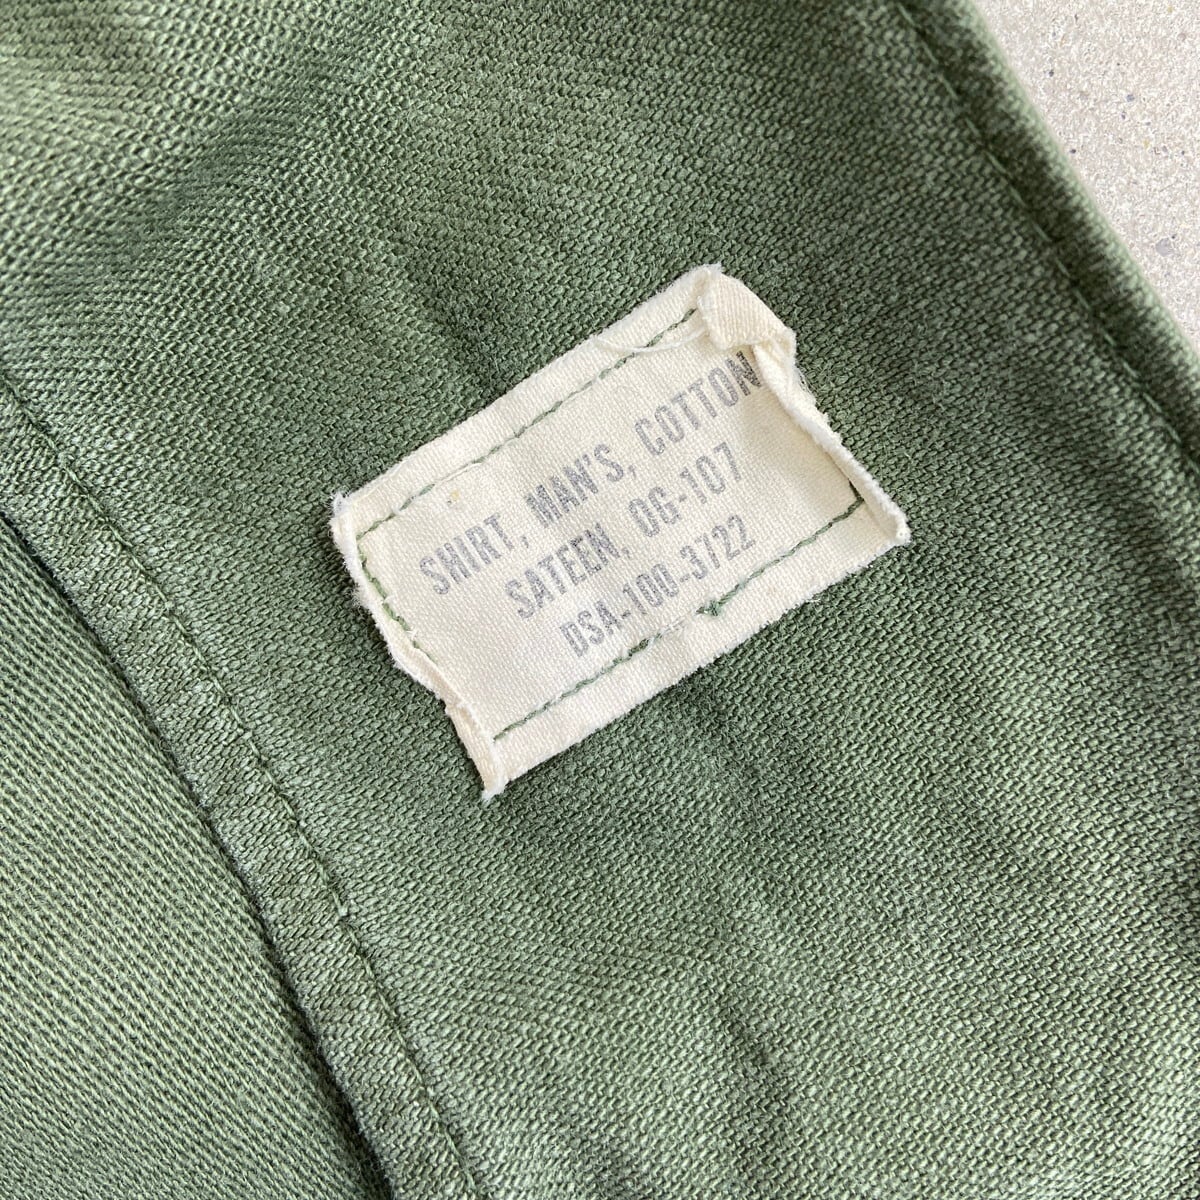 SHIRT, MAN'S, COTTON
SATEEN, OG-107
DSA-100-3722